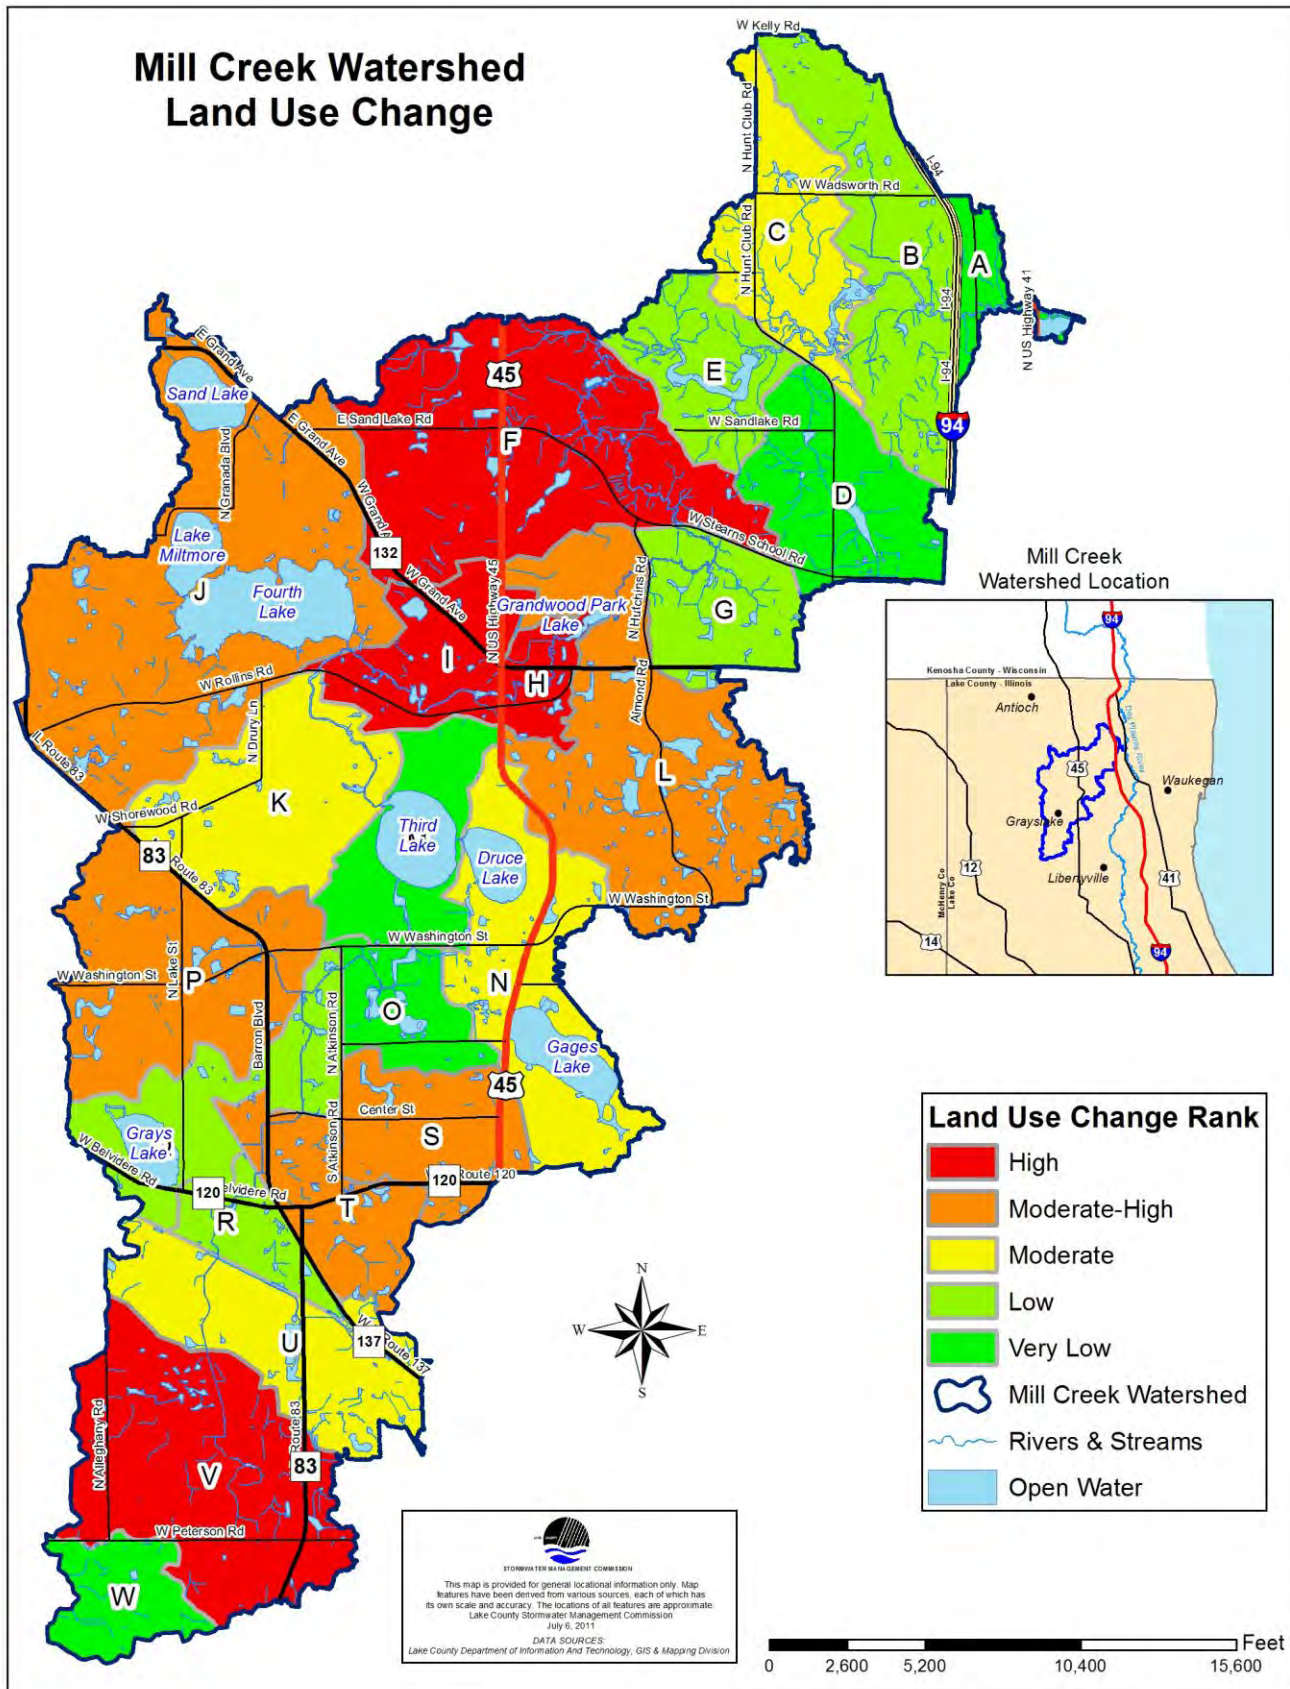 Mill Creek Watershed
Land Use Change
W Kelly Rd
N Hunt Club Rd
I-94
W Wadsworth Rd
N Hunt Club Rd
C
B
A
I-94
N US Highway 41
I-94
E Grand Ave
Sand Lake
45
E
E Sand Lake Rd
E Grand Ave
W Sandlake Rd
94
F
N Granada Blvd
D
W Grand A
132
W Stearns School Rd
Lake
Miltmore
J
Fourth
Lake
W Grand Ave
N US Highway 45
Grandwood Park
Lake
N Hutchins Rd
G
I
H
W Rollins Rd
Almond Rd
N Drury Ln
IL Route 83
L
K
W Shorewood Rd
Third
Lake
Druce
Lake
83
Route 83
W Washington St
W Washington St
W Washington St
N Lake St
P
N
O
Barron Blvd
N Atkinson Rd
Gages
Lake
45
Center St
Grays
Lake
S Atkinson Rd
S
W Belvidere Rd
120
elvidere Rd
120
Route 120
R
T
U
137
Route 137
N Alleghany Rd
Route 83
83
V
W Peterson Rd
W
N
W
E
S
Mill Creek
Watershed Location
94
Kenosha County - Wisconsin
Lake County - Illinois
Antioch
Des Plaines River
45
Waukegan
Grayslake
12
Libertyville
41
McHenry Co
Lake Co
14
94
Land Use Change Rank
High
Moderate-High
Moderate
Low
Very Low
Mill Creek Watershed
Rivers & Streams
Open Water
STORMWATER MANAGEMENT COMMISSION
This map is provided for general locational information only. Map
features have been derived from various sources, each of which has
its own scale and accuracy. The locations of all features are approximate.
Lake County Stormwater Management Commission
July 6, 2011
DATA SOURCES:
Lake County Department of Information And Technology, GIS & Mapping Division
Feet
0 2,600 5,200 10,400 15,600